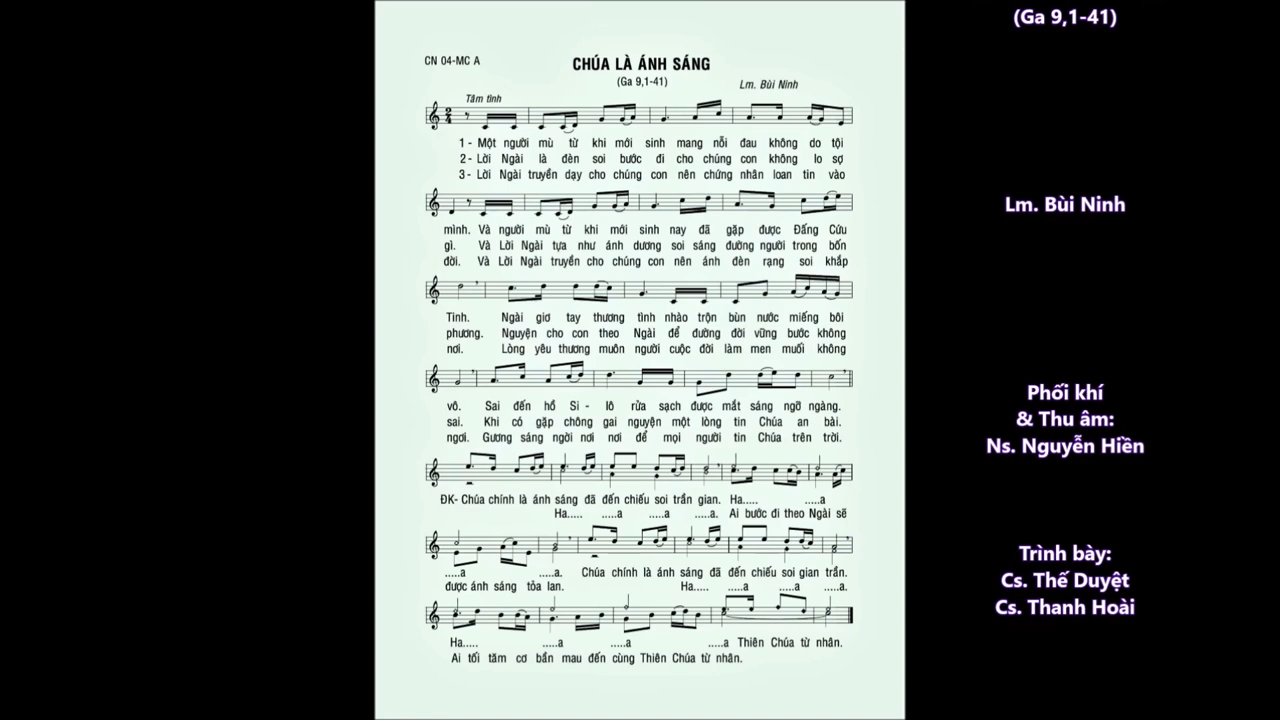 CN 04-MC A
CHÚA LÀ ÁNH SÁNG
(Ga 9,1-41)
Lm. Bùi Ninh
Tâm tình
1 - Một người mù từ khi mới sinh mang nỗi đau không do tội
2 - Lời Ngài là đèn soi bước đi cho chúng con không lo sợ
3 - Lời Ngài truyền dạy cho chúng con nên chứng nhân loan tin vào
mình. Và người mù từ khi mới sinh nay đã gặp được Đấng Cứu
gì. Và Lời Ngài tựa như ánh dương soi sáng đường người trong bốn
đời. Và Lời Ngài truyền cho chúng con nên ánh đèn rạng soi khắp
Tinh. Ngài giơ tay thương tình nhào trộn bùn nước miếng bôi
phương. Nguyện cho con theo Ngài để đường đời vững bước không
nơi. Lòng yêu thương muôn người cuộc đời làm men muối không
vô. Sai đến hồ Si - lô rửa sạch được mắt sáng ngỡ ngàng.
sai. Khi có gặp chông gai nguyện một lòng tin Chúa an bài.
ngơi. Gương sáng ngời nơi nơi để mọi người tin Chúa trên trời.
ĐK- Chúa chính là ánh sáng đã đến chiếu soi trần gian. Ha..... .....a
Ha..... .....a .....a .....a. Ai bước đi theo Ngài sẽ
.....a .....a. Chúa chính là ánh sáng đã đến chiếu soi gian trần.
được ánh sáng tỏa lan. Ha..... .....a .....a .....a.
Ha..... .....a .....a .....a Thiên Chúa từ nhân.
Ai tối tăm cơ bần mau đến cùng Thiên Chúa từ nhân.
(Ga 9,1-41)
Lm. Bùi Ninh
Phối khí
& Thu âm:
Ns. Nguyễn Hiền
Trình bày:
Cs. Thế Duyệt
Cs. Thanh Hoài